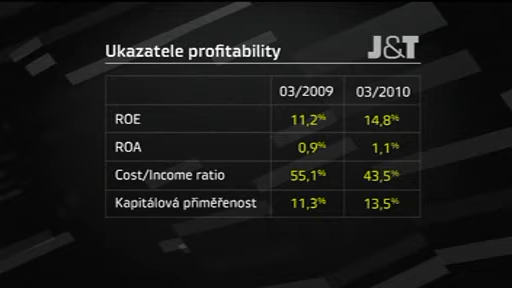 Ukazatele profitability
J&T
03/2009 03/2010
ROE 11,2% 14,8%
ROA 0,9% 1,1%
Cost/Income ratio 55,1% 43,5%
Kapitálová přiměřenost 11,3% 13,5%